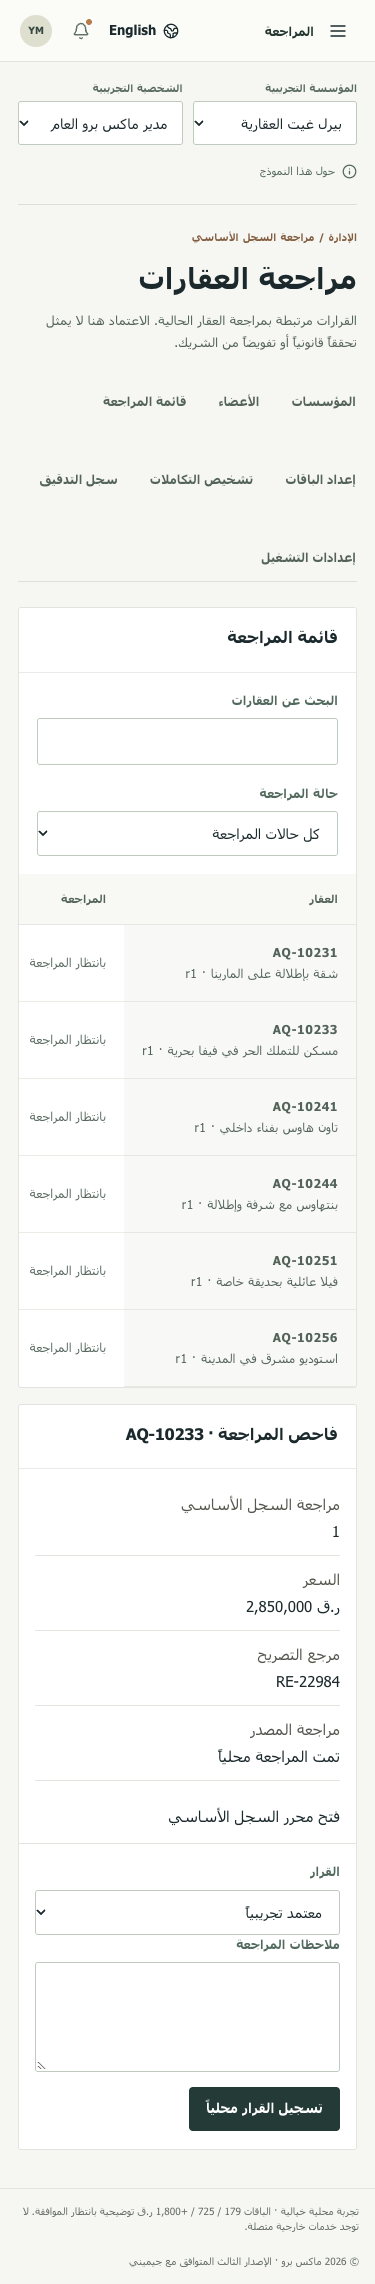 المراجعة
English
YM
المؤسسة التجريبية
الشخصية التجريبية
بيرل غيت العقارية
مدير ماكس برو العام
حول هذا النموذج
الإدارة / مراجعة السجل الأساسي
مراجعة العقارات
القرارات مرتبطة بمراجعة العقار الحالية. الاعتماد هنا لا يمثل
تحققاً قانونياً أو تفويضاً من الشريك.
المؤسسات
الأعضاء
قائمة المراجعة
إعداد الباقات
تشخيص التكاملات
سجل التدقيق
إعدادات التشغيل
قائمة المراجعة
البحث عن العقارات
حالة المراجعة
كل حالات المراجعة
العقار
المراجعة
AQ-10231
شقة بإطلالة على المارينا · r1
بانتظار المراجعة
AQ-10233
مسكن للتملك الحر في فيفا بحرية · r1
بانتظار المراجعة
AQ-10241
تاون هاوس بفناء داخلي · r1
بانتظار المراجعة
AQ-10244
بنتهاوس مع شرفة وإطلالة · r1
بانتظار المراجعة
AQ-10251
فيلا عائلية بحديقة خاصة · r1
بانتظار المراجعة
AQ-10256
استوديو مشرق في المدينة · r1
بانتظار المراجعة
فاحص المراجعة · AQ-10233
مراجعة السجل الأساسي
1
السعر
ر.ق 2,850,000
مرجع التصريح
RE-22984
مراجعة المصدر
تمت المراجعة محلياً
فتح محرر السجل الأساسي
القرار
معتمد تجريبياً
ملاحظات المراجعة
تسجيل القرار محلياً
تجربة محلية خيالية · الباقات 179 / 725 / +1,800 ر.ق توضيحية بانتظار الموافقة. لا
توجد خدمات خارجية متصلة.
© 2026 ماكس برو · الإصدار الثالث المتوافق مع جيميني